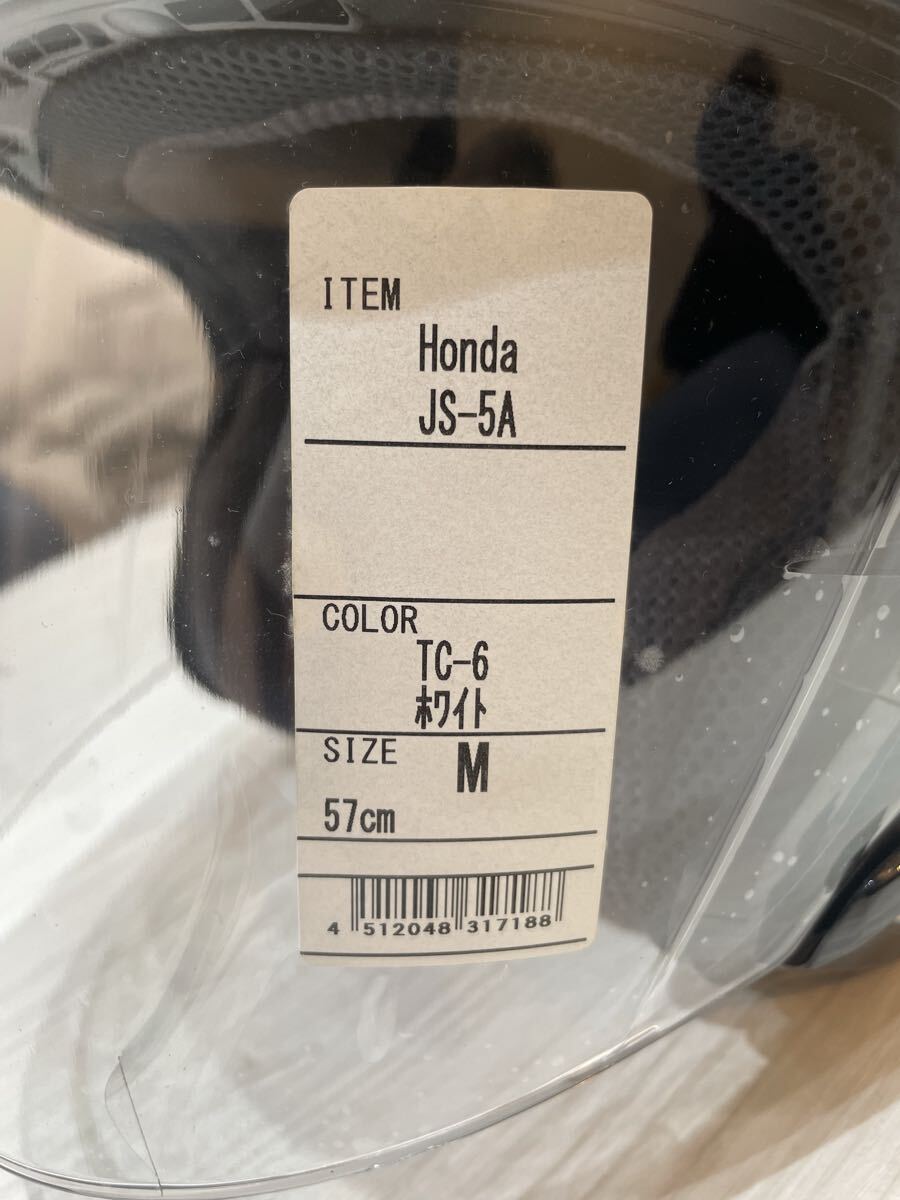 ITEM
Honda
JS-5A
COLOR
TC-6
ﾎﾜｲﾄ
SIZE M
57cm
4 512048 317188